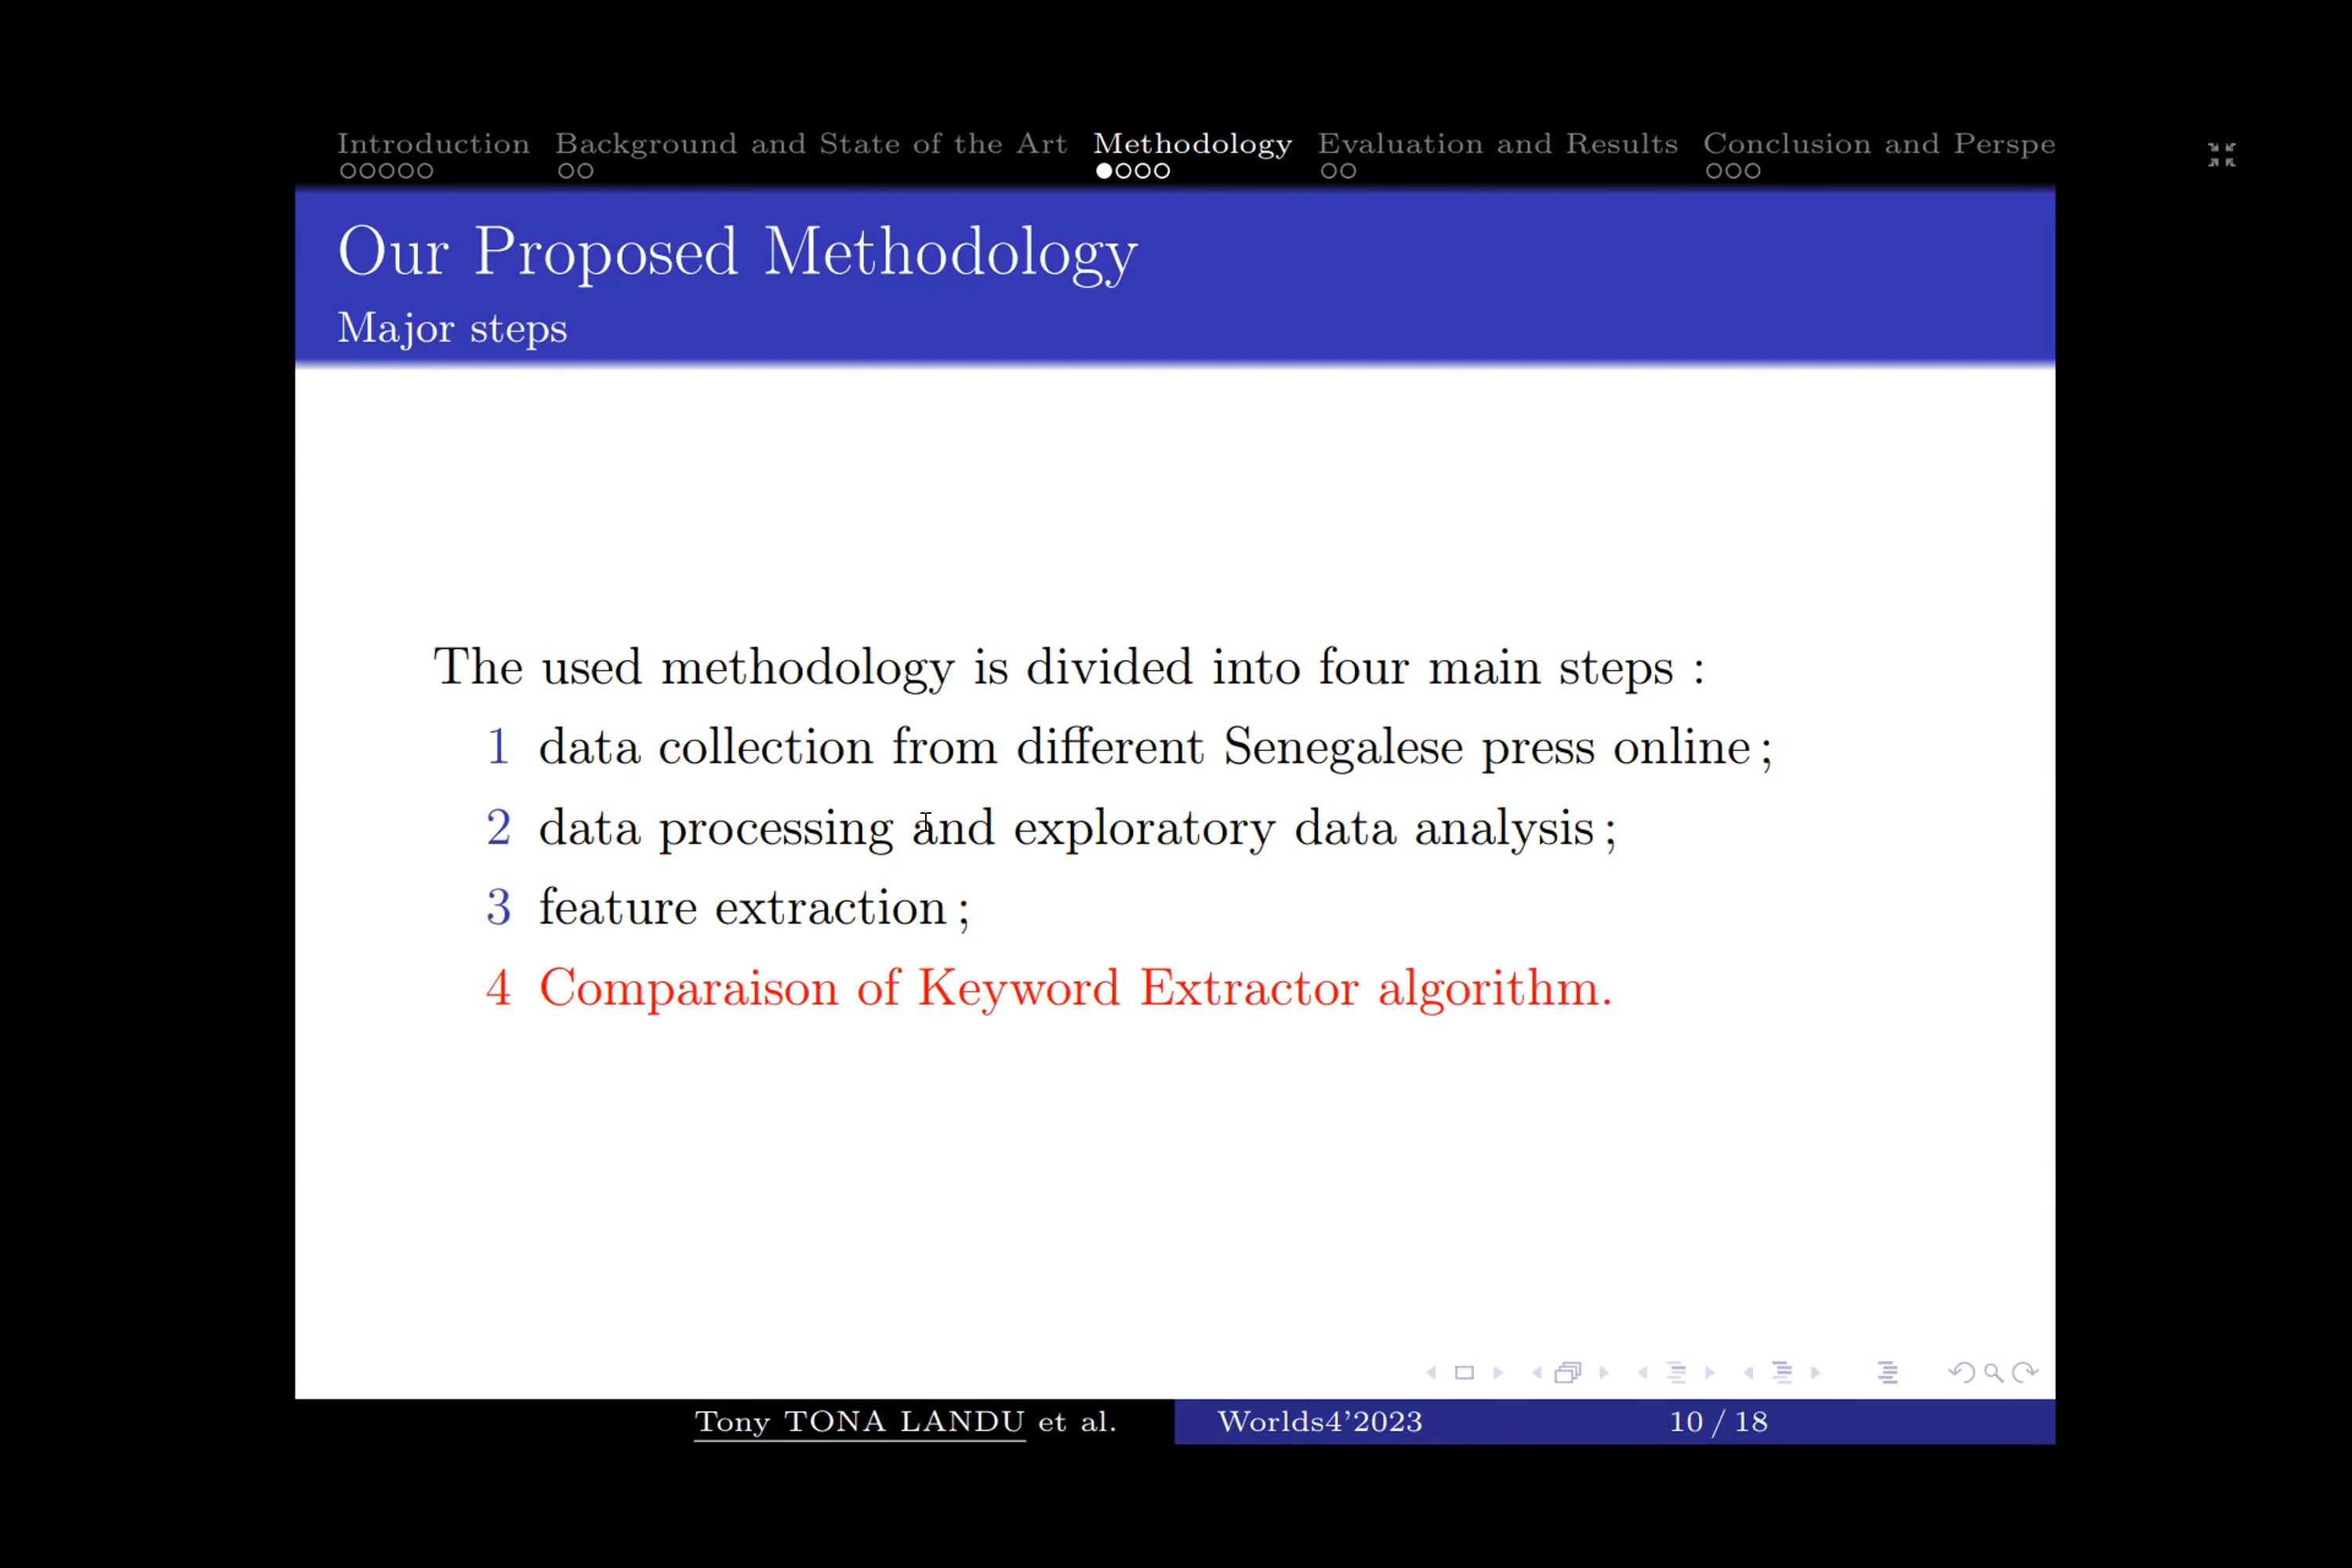 Introduction Background and State of the Art Methodology Evaluation and Results Conclusion and Perspe
Our Proposed Methodology
Major steps
The used methodology is divided into four main steps :
1 data collection from different Senegalese press online ;
2 data processing and exploratory data analysis ;
3 feature extraction ;
4 Comparaison of Keyword Extractor algorithm.
Tony TONA LANDU et al. Worlds4'2023 10 / 18